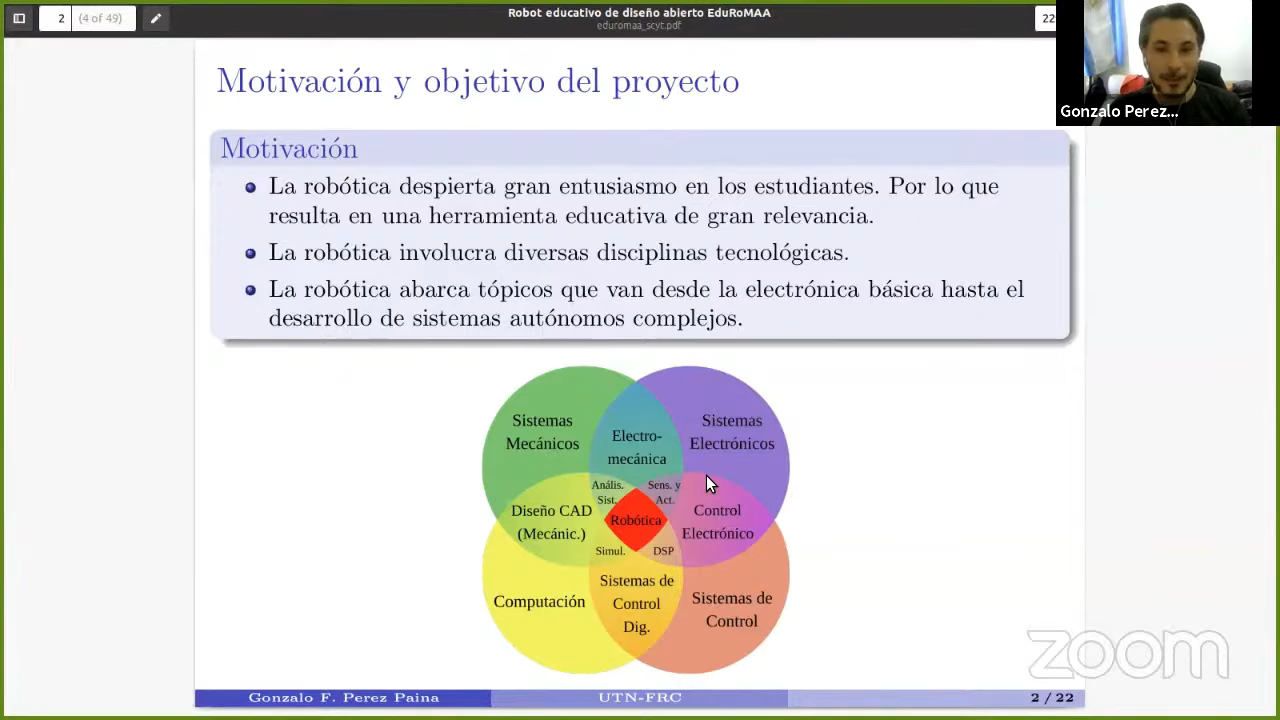 2 (4 of 49)
Robot educativo de diseño abierto EduRoMAA
eduromaa_scyt.pdf
22
Gonzalo Perez...
Motivación y objetivo del proyecto
Motivación
La robótica despierta gran entusiasmo en los estudiantes. Por lo que
resulta en una herramienta educativa de gran relevancia.
La robótica involucra diversas disciplinas tecnológicas.
La robótica abarca tópicos que van desde la electrónica básica hasta el
desarrollo de sistemas autónomos complejos.
Sistemas
Mecánicos
Electro-
mecánica
Sistemas
Electrónicos
Anális.
Sist.
Sens. y
Act.
Diseño CAD
(Mecánic.)
Robótica
Control
Electrónico
Simul.
DSP
Computación
Sistemas de
Control
Dig.
Sistemas de
Control
zoom
Gonzalo F. Perez Paina
UTN-FRC
2 / 22